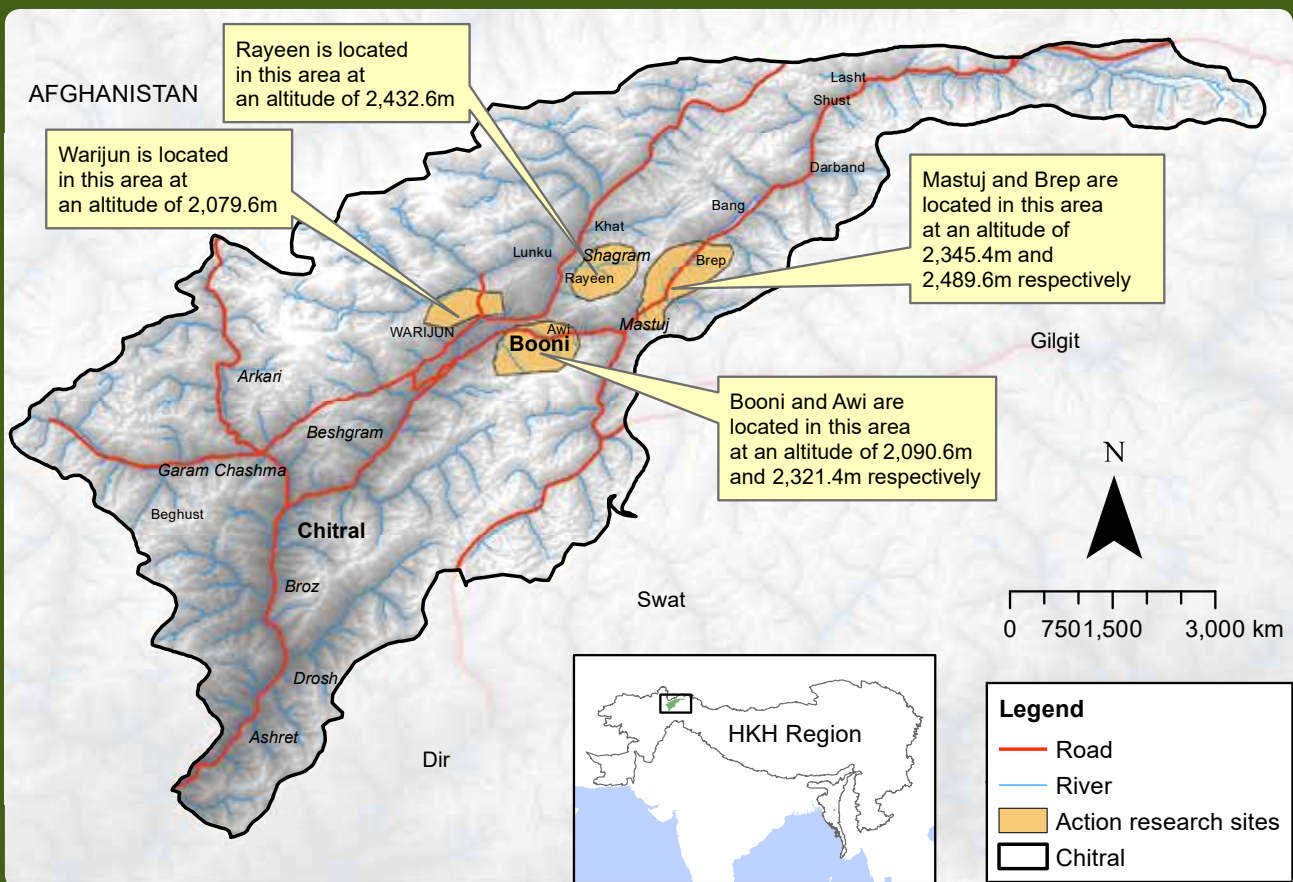 Rayeen is located
in this area at
an altitude of 2,432.6m
AFGHANISTAN
Warijun is located
in this area at
an altitude of 2,079.6m
Lasht
Shust
Darband
Mastuj and Brep are
located in this area
at an altitude of
2,345.4m and
2,489.6m respectively
Bang
Khat
Lunku
Shagram
Brep
Rayeen
WARIJUN
Awi
Mastuj
Booni
Gilgit
Arkari
Booni and Awi are
located in this area
at an altitude of 2,090.6m
and 2,321.4m respectively
Beshgram
Garam Chashma
Beghust
Chitral
Broz
Swat
Drosh
Ashret
Dir
N
0 750 1,500 3,000 km
HKH Region
Legend
Road
River
Action research sites
Chitral